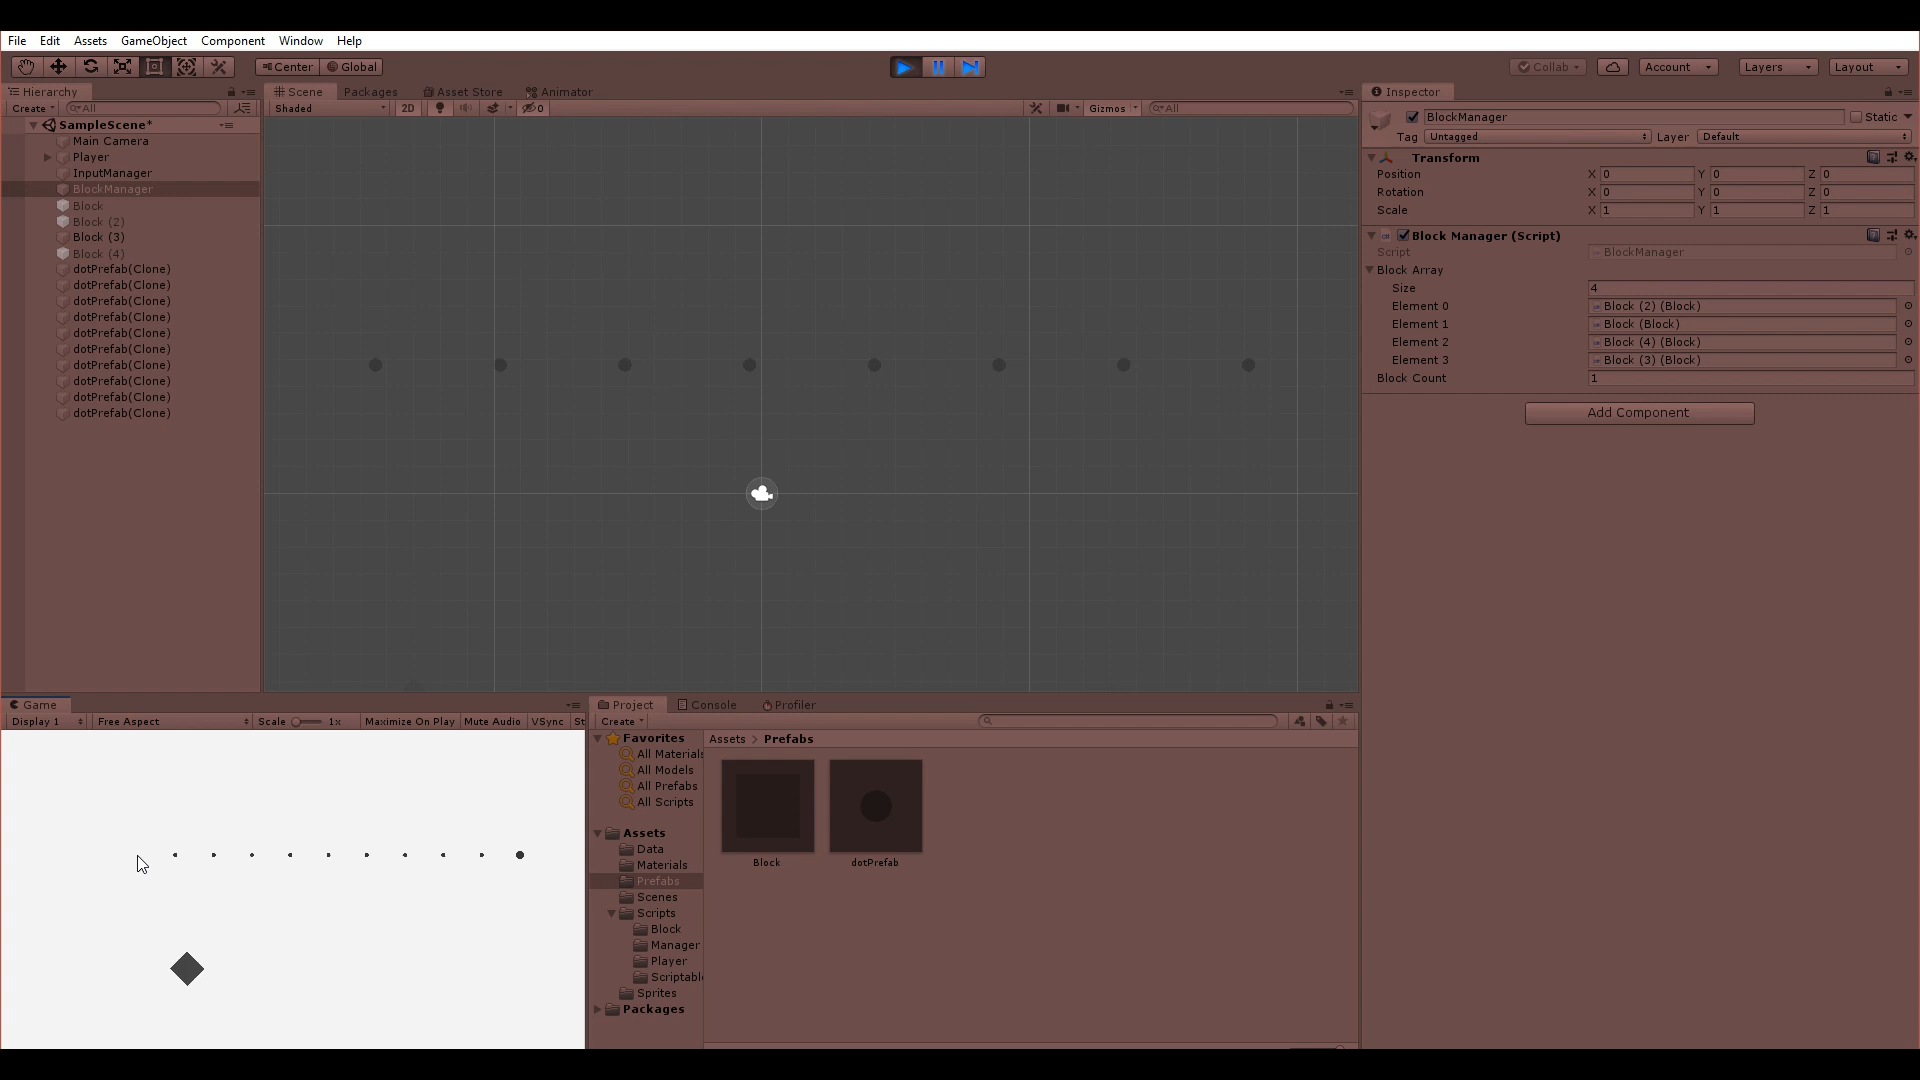 File Edit Assets GameObject Component Window Help
Center Global Collab Account Layers Layout
Hierarchy Scene Packages Asset Store Animator Inspector
Create All Shaded 2D 0 Gizmos All
SampleScene*
Main Camera
Player
InputManager
BlockManager
Block
Block (2)
Block (3)
Block (4)
dotPrefab(Clone)
dotPrefab(Clone)
dotPrefab(Clone)
dotPrefab(Clone)
dotPrefab(Clone)
dotPrefab(Clone)
dotPrefab(Clone)
dotPrefab(Clone)
dotPrefab(Clone)
dotPrefab(Clone)
BlockManager Static
Tag Untagged Layer Default
Transform
Position X 0 Y 0 Z 0
Rotation X 0 Y 0 Z 0
Scale X 1 Y 1 Z 1
Block Manager (Script)
Script BlockManager
Block Array
Size 4
Element 0 Block (2) (Block)
Element 1 Block (Block)
Element 2 Block (4) (Block)
Element 3 Block (3) (Block)
Block Count 1
Add Component
Game
Display 1 Free Aspect Scale 1x Maximize On Play Mute Audio VSync St
Project Console Profiler
Create
Favorites
All Materials
All Models
All Prefabs
All Scripts
Assets
Data
Materials
Prefabs
Scenes
Scripts
Block
Manager
Player
Scriptabl
Sprites
Packages
Assets > Prefabs
Block dotPrefab